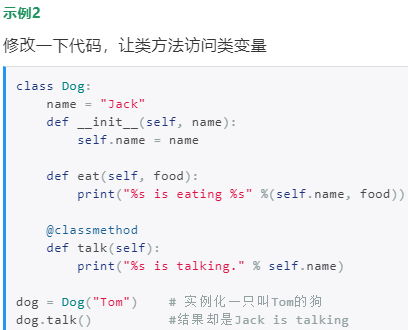 示例2
修改一下代码，让类方法访问类变量
class Dog:
    name = "Jack"
    def __init__(self, name):
        self.name = name
    def eat(self, food):
        print("%s is eating %s" %(self.name, food))
    @classmethod
    def talk(self):
        print("%s is talking." % self.name)
dog = Dog("Tom")    # 实例化一只叫Tom的狗
dog.talk()          #结果却是Jack is talking